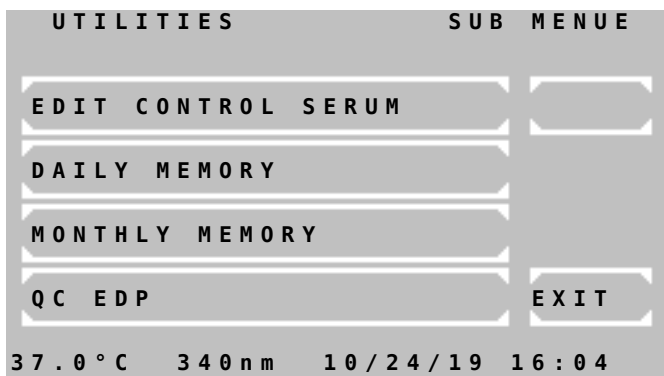 UTILITIES SUB MENUE
EDIT CONTROL SERUM
DAILY MEMORY
MONTHLY MEMORY
QC EDP EXIT
37.0°C 340nm 10/24/19 16:04